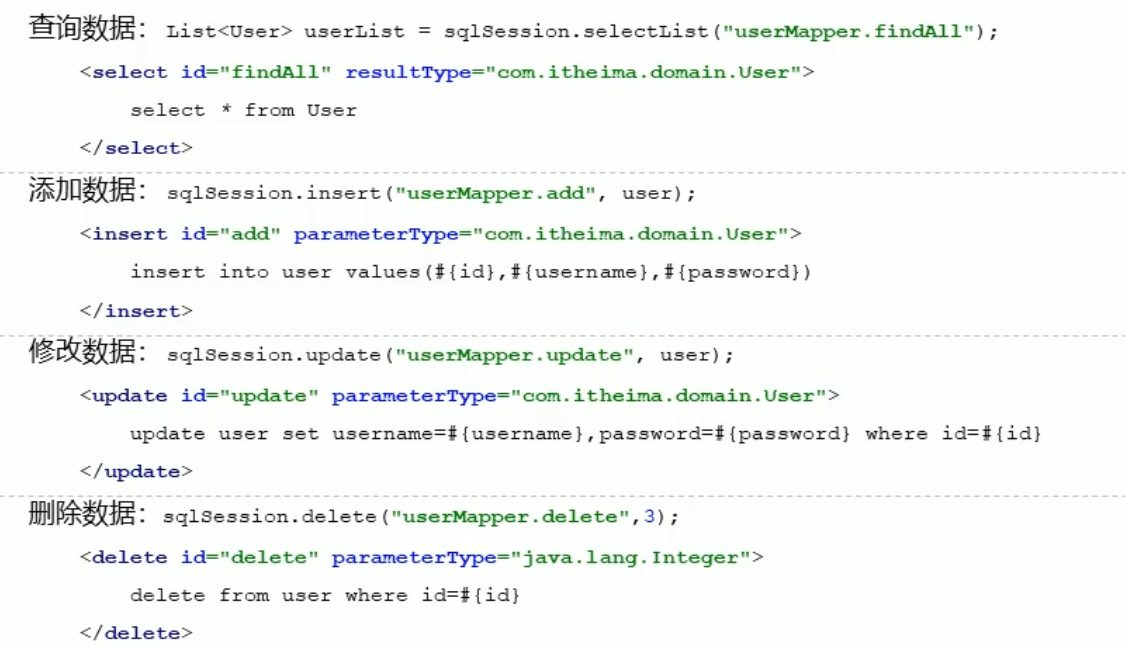 查询数据：List<User> userList = sqlSession.selectList("userMapper.findAll");
<select id="findAll" resultType="com.itheima.domain.User">
select * from User
</select>
添加数据：sqlSession.insert("userMapper.add", user);
<insert id="add" parameterType="com.itheima.domain.User">
insert into user values(#{id},#{username},#{password})
</insert>
修改数据：sqlSession.update("userMapper.update", user);
<update id="update" parameterType="com.itheima.domain.User">
update user set username=#{username},password=#{password} where id=#{id}
</update>
删除数据：sqlSession.delete("userMapper.delete",3);
<delete id="delete" parameterType="java.lang.Integer">
delete from user where id=#{id}
</delete>